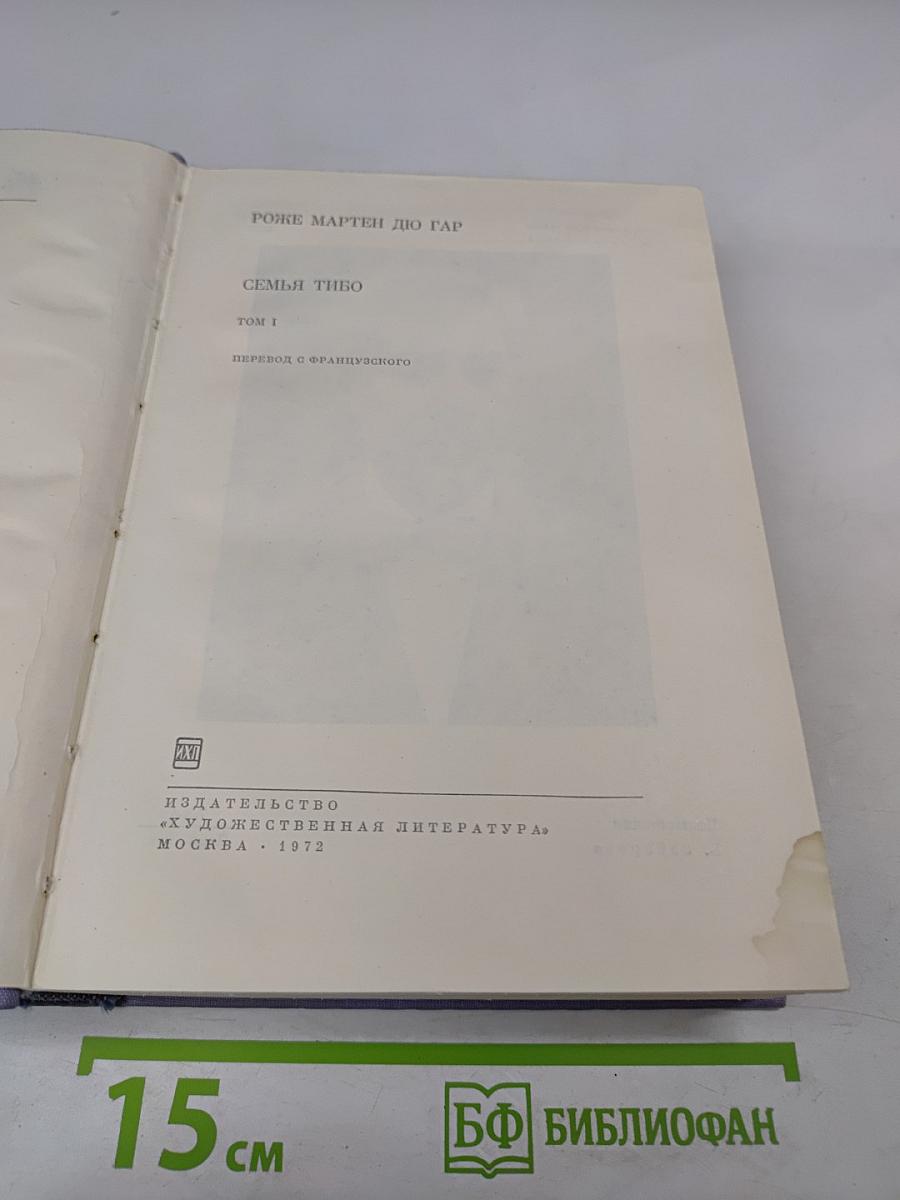 РОЖЕ МАРТЕН ДЮ ГАР
СЕМЬЯ ТИБО
ТОМ I
ПЕРЕВОД С ФРАНЦУЗСКОГО
ИХЛ
ИЗДАТЕЛЬСТВО
«ХУДОЖЕСТВЕННАЯ ЛИТЕРАТУРА»
МОСКВА · 1972
15 см
БФ БИБЛИОФАН